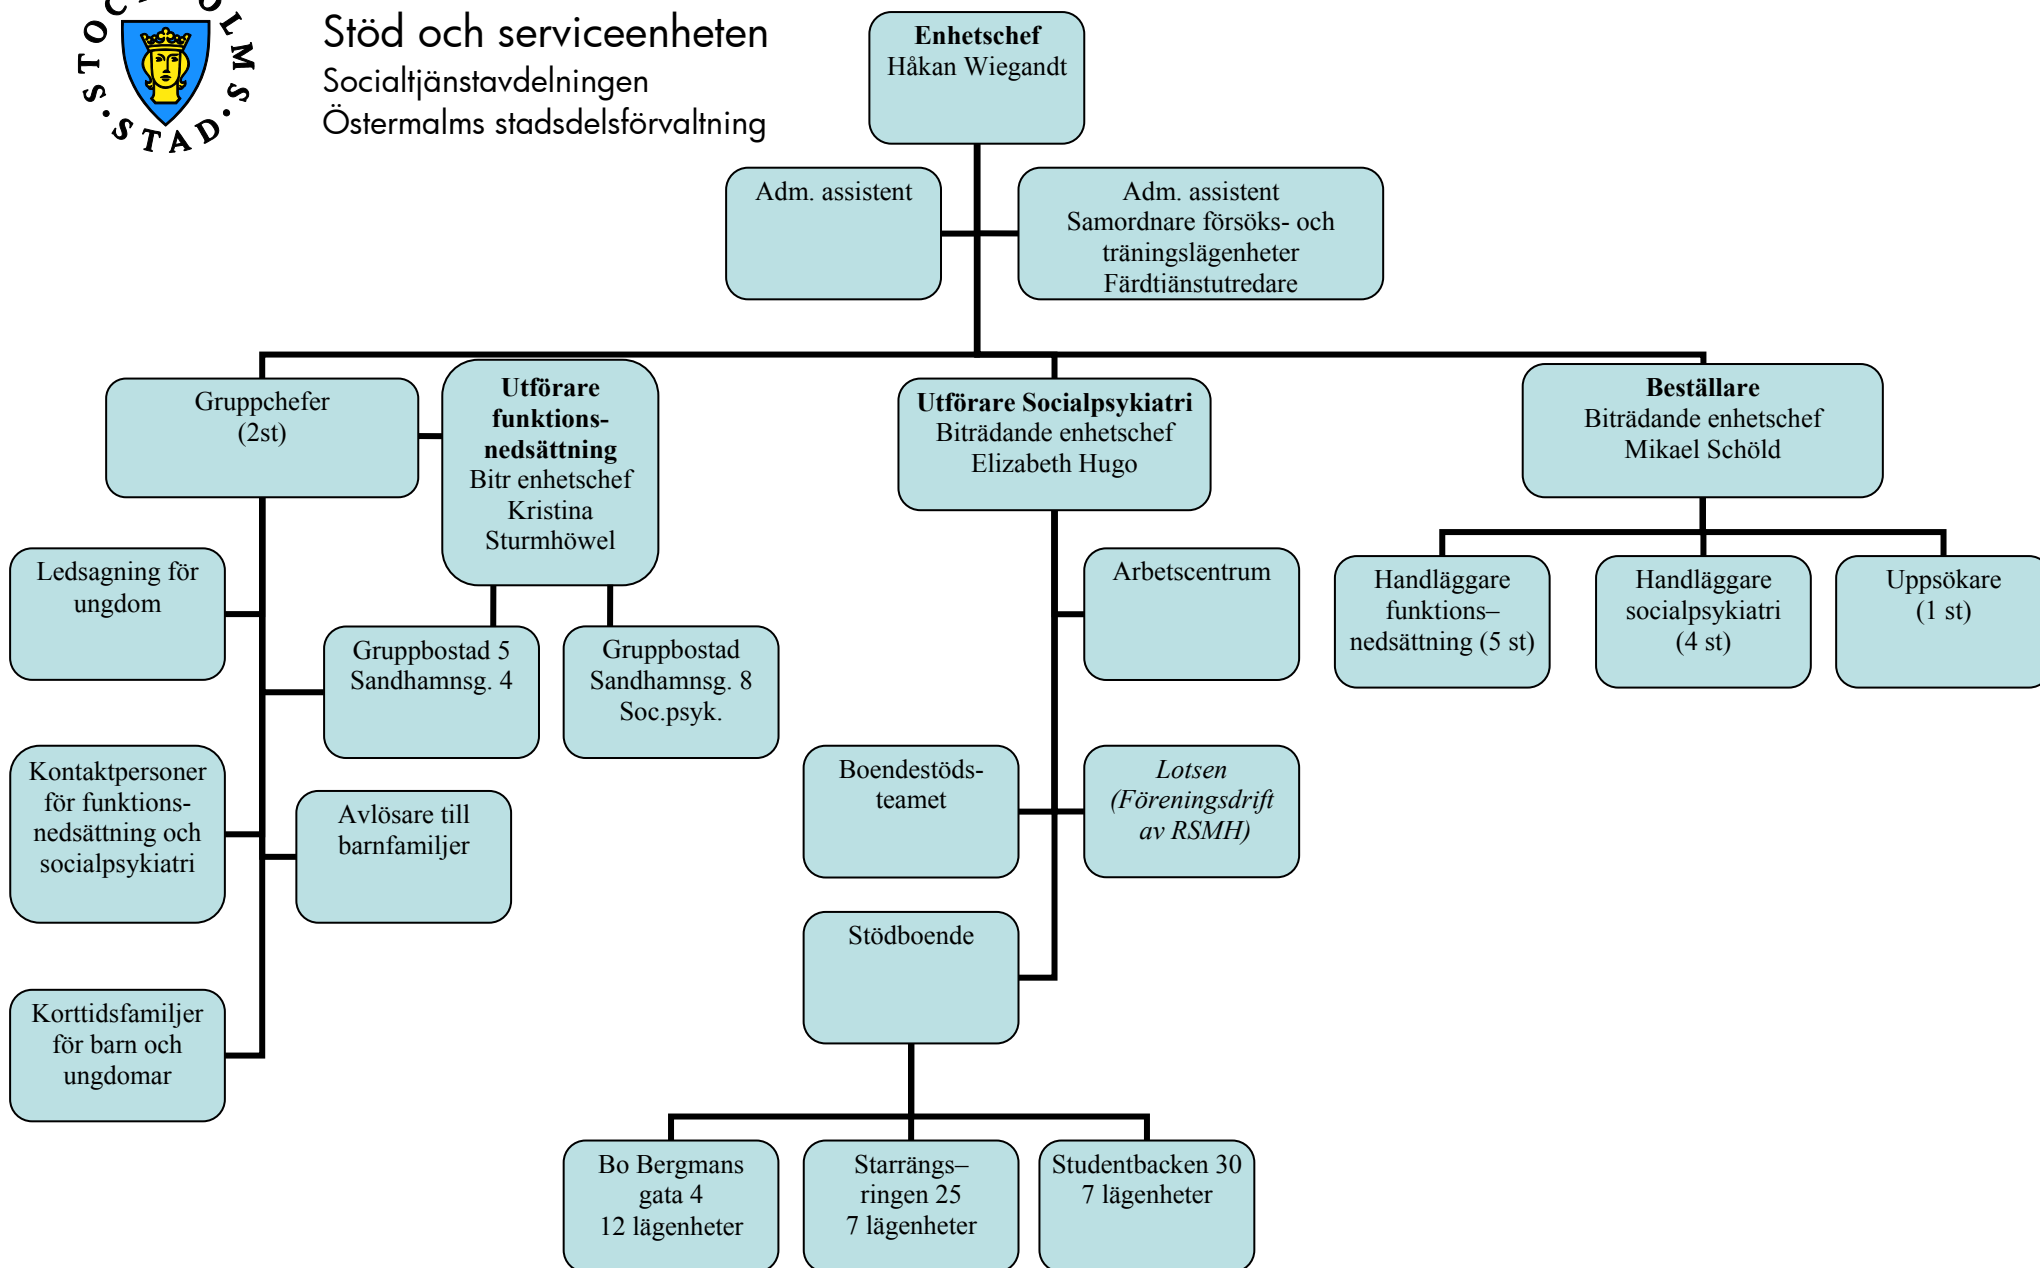 Stöd och serviceenheten
Socialtjänstavdelningen
Östermalms stadsdelsförvaltning
STAD
Enhetschef
Håkan Wiegandt
Adm. assistent
Adm. assistent
Samordnare försöks- och
träningslägenheter
Färdtjänstutredare
Gruppchefer
(2st)
Utförare
funktions-
nedsättning
Bitr enhetschef
Kristina
Sturmhöwel
Utförare Socialpsykiatri
Biträdande enhetschef
Elizabeth Hugo
Beställare
Biträdande enhetschef
Mikael Schöld
Ledsagning för
ungdom
Gruppbostad 5
Sandhamnsg. 4
Gruppbostad
Sandhamnsg. 8
Soc.psyk.
Arbetscentrum
Handläggare
funktions–
nedsättning (5 st)
Handläggare
socialpsykiatri
(4 st)
Uppsökare
(1 st)
Kontaktpersoner
för funktions-
nedsättning och
socialpsykiatri
Avlösare till
barnfamiljer
Boendestöds-
teamet
Lotsen
(Föreningsdrift
av RSMH)
Stödboende
Korttidsfamiljer
för barn och
ungdomar
Bo Bergmans
gata 4
12 lägenheter
Starrängs–
ringen 25
7 lägenheter
Studentbacken 30
7 lägenheter